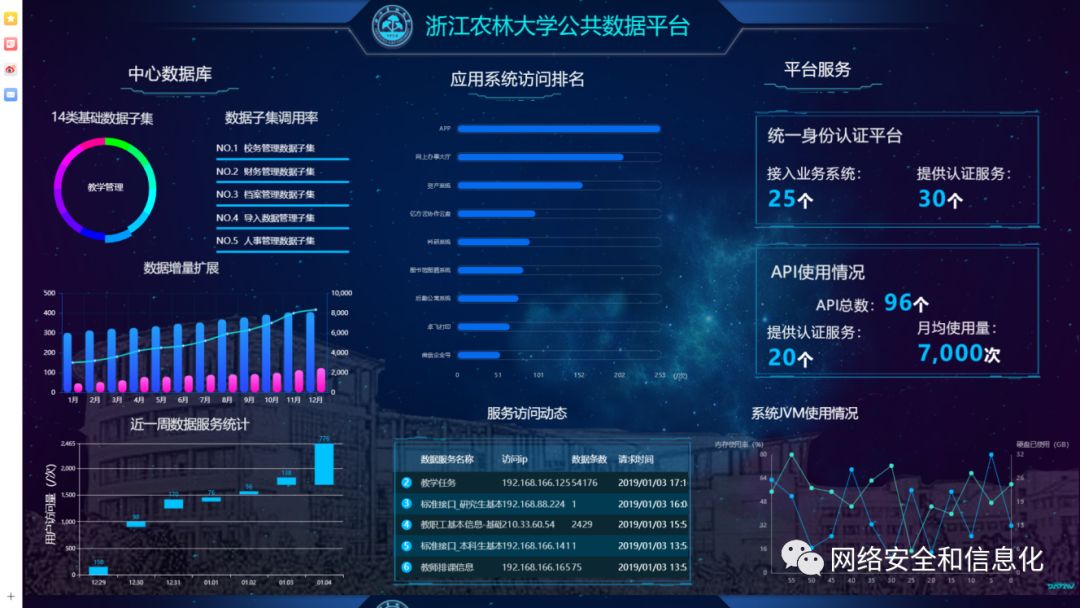 浙江农林大学公共数据平台
中心数据库
14类基础数据子集
教学管理
数据子集调用率
NO.1 校务管理数据子集
NO.2 财务管理数据子集
NO.3 档案管理数据子集
NO.4 导入数据管理子集
NO.5 人事管理数据子集
数据增量扩展
500
400
300
200
100
0
10,000
8,000
6,000
4,000
2,000
0
1月 2月 3月 4月 5月 6月 7月 8月 9月 10月 11月 12月
近一周数据服务统计
用户访问量 (/次)
2,465
2,000
1,500
1,000
500
0
776
138
76
12.29 12.30 12.31 01.01 01.02 01.03 01.04
应用系统访问排名
APP
网上办事大厅
资产系统
亿方云协作云盘
科研系统
后勤公寓系统
卓飞打印
微信企业号
0 51 101 152 202 253 (/次)
服务访问动态
数据服务名称 访问ip 数据条数 请求时间
2 教学任务 192.168.166.125 54176 2019/01/03 17:1
3 标准接口_研究生基本 192.168.88.224 1 2019/01/03 16:0
4 教职工基本信息-基础 210.33.60.54 2429 2019/01/03 15:5
5 标准接口_本科生基本 192.168.166.141 1 2019/01/03 13:5
6 教师排课信息 192.168.166.165 75 2019/01/03 13:5
平台服务
统一身份认证平台
接入业务系统: 提供认证服务:
25个 30个
API使用情况
API总数: 96个
提供认证服务: 月均使用量:
20个 7,000次
系统JVM使用情况
内存使用率 (%) 硬盘已使用 (GB)
80
64
48
32
16
0
32
26
19
13
55 50 45 40 35 30 25 20 15 10 5 0
网络安全和信息化